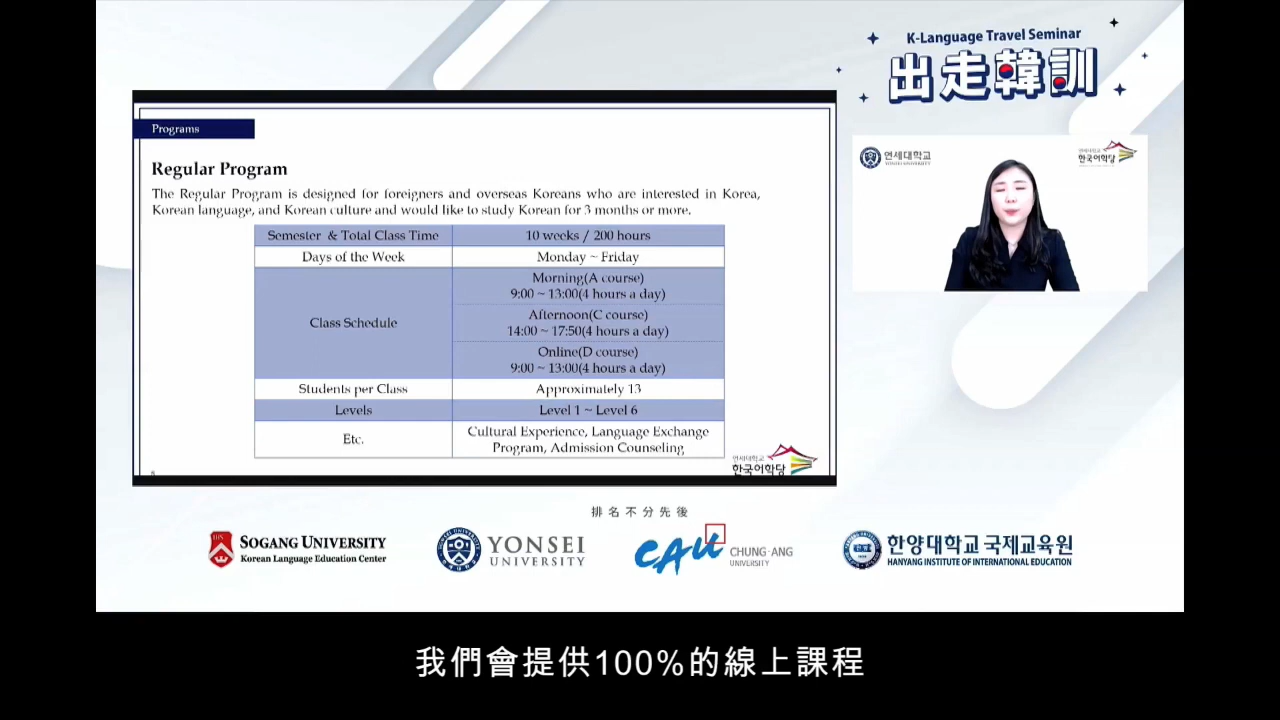 K-Language Travel Seminar
出走韓訓
Programs
Regular Program
The Regular Program is designed for foreigners and overseas Koreans who are interested in Korea,
Korean language, and Korean culture and would like to study Korean for 3 months or more.
Semester & Total Class Time 10 weeks / 200 hours
Days of the Week Monday ~ Friday
Class Schedule
Morning(A course)
9:00 ~ 13:00(4 hours a day)
Afternoon(C course)
14:00 ~ 17:50(4 hours a day)
Online(D course)
9:00 ~ 13:00(4 hours a day)
Students per Class Approximately 13
Levels Level 1 ~ Level 6
Etc.
Cultural Experience, Language Exchange
Program, Admission Counseling
연세대학교
한국어학당
연세대학교
YONSEI UNIVERSITY
한국어학당
排名不分先後
SOGANG UNIVERSITY
Korean Language Education Center
YONSEI
UNIVERSITY
CAU
CHUNG-ANG
UNIVERSITY
한양대학교 국제교육원
HANYANG INSTITUTE OF INTERNATIONAL EDUCATION
我們會提供100%的線上課程